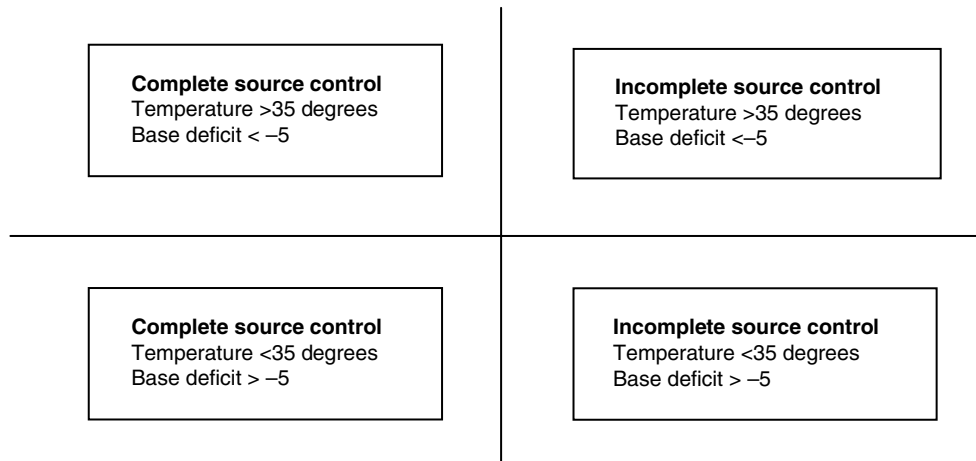 Complete source control
Temperature >35 degrees
Base deficit < –5
Incomplete source control
Temperature >35 degrees
Base deficit <–5
Complete source control
Temperature <35 degrees
Base deficit > –5
Incomplete source control
Temperature <35 degrees
Base deficit > –5